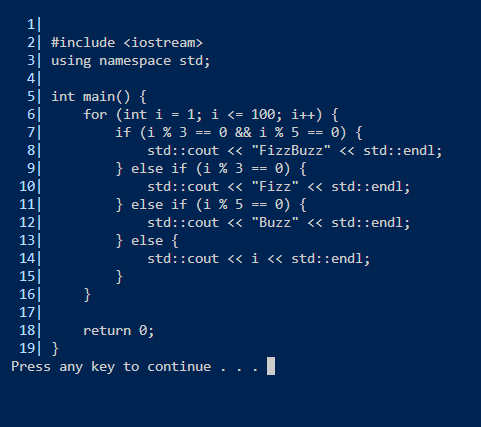 1|
2| #include <iostream>
3| using namespace std;
4|
5| int main() {
6|     for (int i = 1; i <= 100; i++) {
7|         if (i % 3 == 0 && i % 5 == 0) {
8|             std::cout << "FizzBuzz" << std::endl;
9|         } else if (i % 3 == 0) {
10|             std::cout << "Fizz" << std::endl;
11|         } else if (i % 5 == 0) {
12|             std::cout << "Buzz" << std::endl;
13|         } else {
14|             std::cout << i << std::endl;
15|         }
16|     }
17|
18|     return 0;
19| }
Press any key to continue . . .